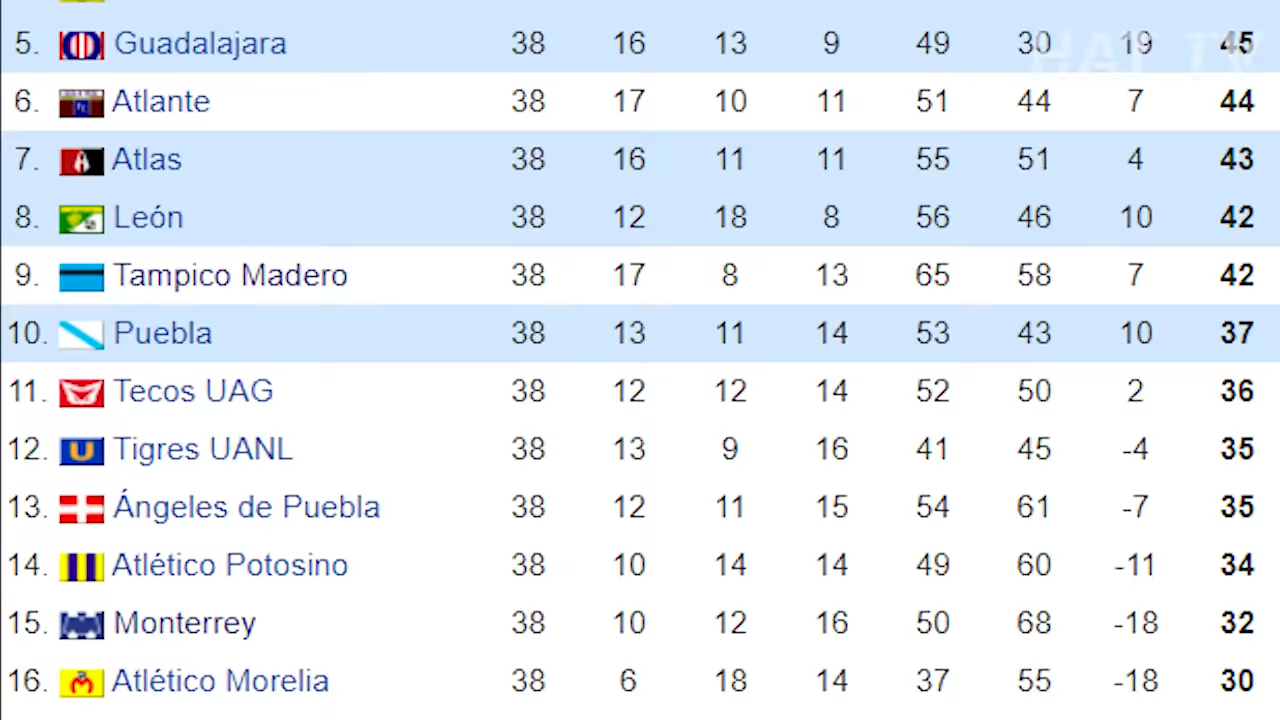 5. Guadalajara 38 16 13 9 49 30 19 45
HAT TV
6. Atlante 38 17 10 11 51 44 7 44
7. Atlas 38 16 11 11 55 51 4 43
8. León 38 12 18 8 56 46 10 42
9. Tampico Madero 38 17 8 13 65 58 7 42
10. Puebla 38 13 11 14 53 43 10 37
11. Tecos UAG 38 12 12 14 52 50 2 36
12. Tigres UANL 38 13 9 16 41 45 -4 35
13. Ángeles de Puebla 38 12 11 15 54 61 -7 35
14. Atlético Potosino 38 10 14 14 49 60 -11 34
15. Monterrey 38 10 12 16 50 68 -18 32
16. Atlético Morelia 38 6 18 14 37 55 -18 30